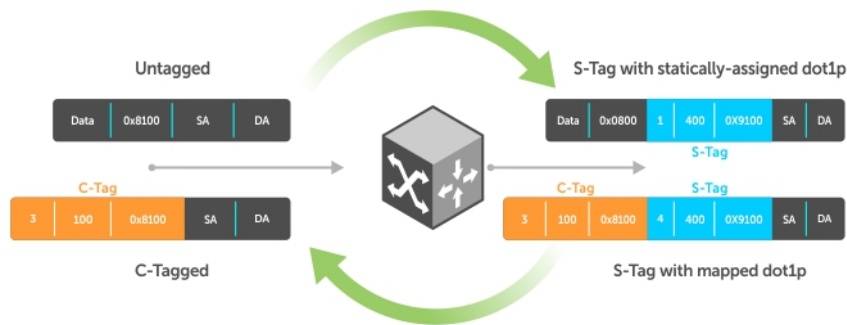 Untagged
S-Tag with statically-assigned dot1p
Data 0x8100 SA DA
Data 0x0800 1 400 0X9100 SA DA
S-Tag
C-Tag
C-Tag S-Tag
3 100 0x8100 SA DA
3 100 0x8100 4 400 0X9100 SA DA
C-Tagged
S-Tag with mapped dot1p